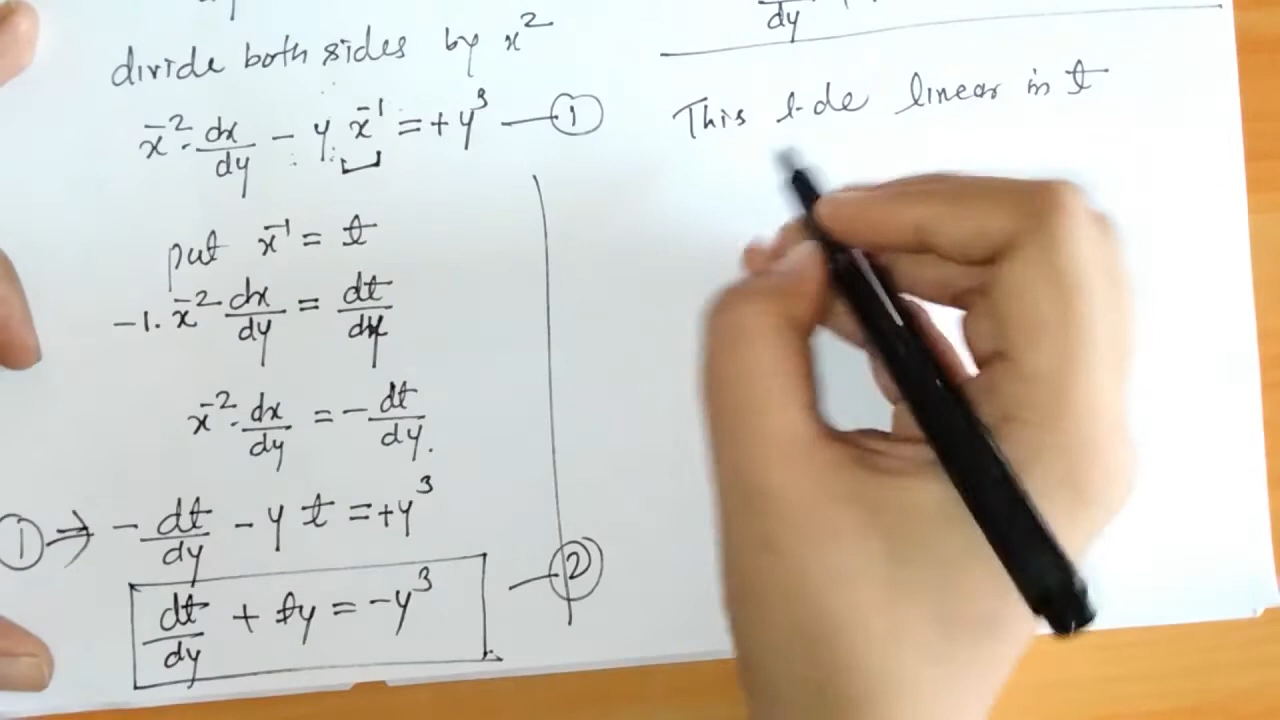 divide both sides by x²
x⁻² · dx/dy - y x⁻¹ = +y³ — ①
put x⁻¹ = t
-1. x⁻² dx/dy = dt/dy
x⁻² · dx/dy = - dt/dy.
① ⇒ - dt/dy - y t = +y³
dt/dy + ty = -y³ — ②
dy
This l-de linear in t